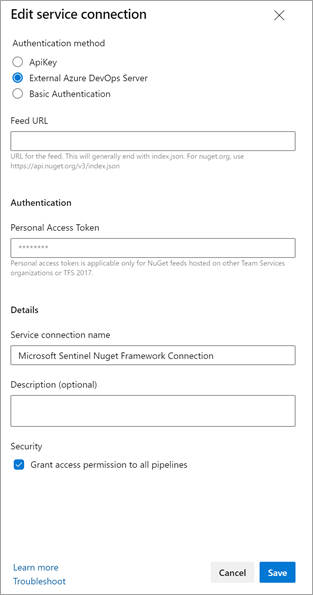 Edit service connection
Authentication method
ApiKey
External Azure DevOps Server
Basic Authentication
Feed URL
URL for the feed. This will generally end with index.json. For nuget.org, use
https://api.nuget.org/v3/index.json
Authentication
Personal Access Token
********
Personal access token is applicable only for NuGet feeds hosted on other Team Services
organizations or TFS 2017.
Details
Service connection name
Microsoft Sentinel Nuget Framework Connection
Description (optional)
Security
Grant access permission to all pipelines
Learn more
Troubleshoot
Cancel
Save